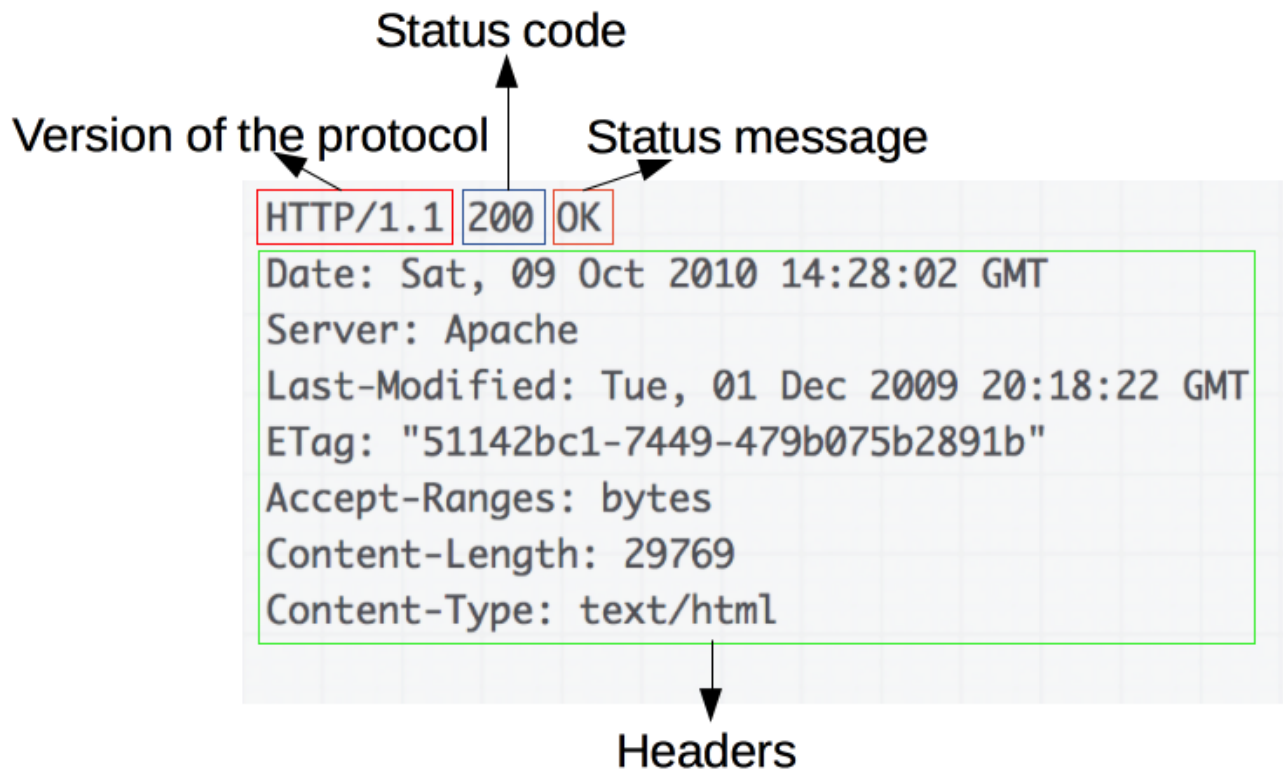 Status code
Version of the protocol
Status message
HTTP/1.1 200 OK
Date: Sat, 09 Oct 2010 14:28:02 GMT
Server: Apache
Last-Modified: Tue, 01 Dec 2009 20:18:22 GMT
ETag: "51142bc1-7449-479b075b2891b"
Accept-Ranges: bytes
Content-Length: 29769
Content-Type: text/html
Headers